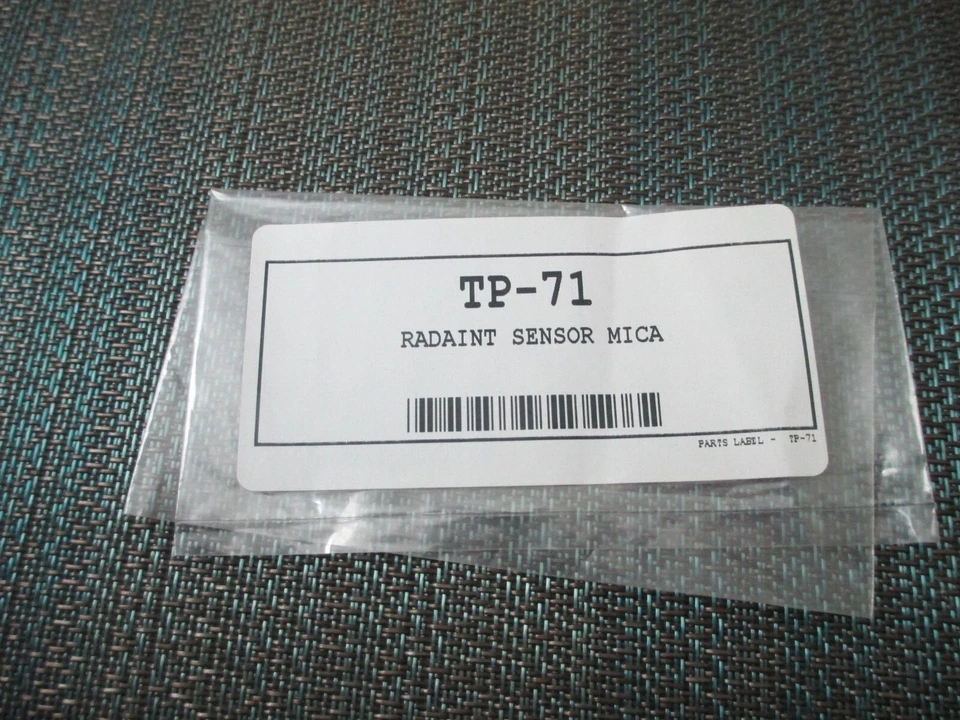 TP-71
RADAINT SENSOR MICA
PARTS LABEL - TP-71